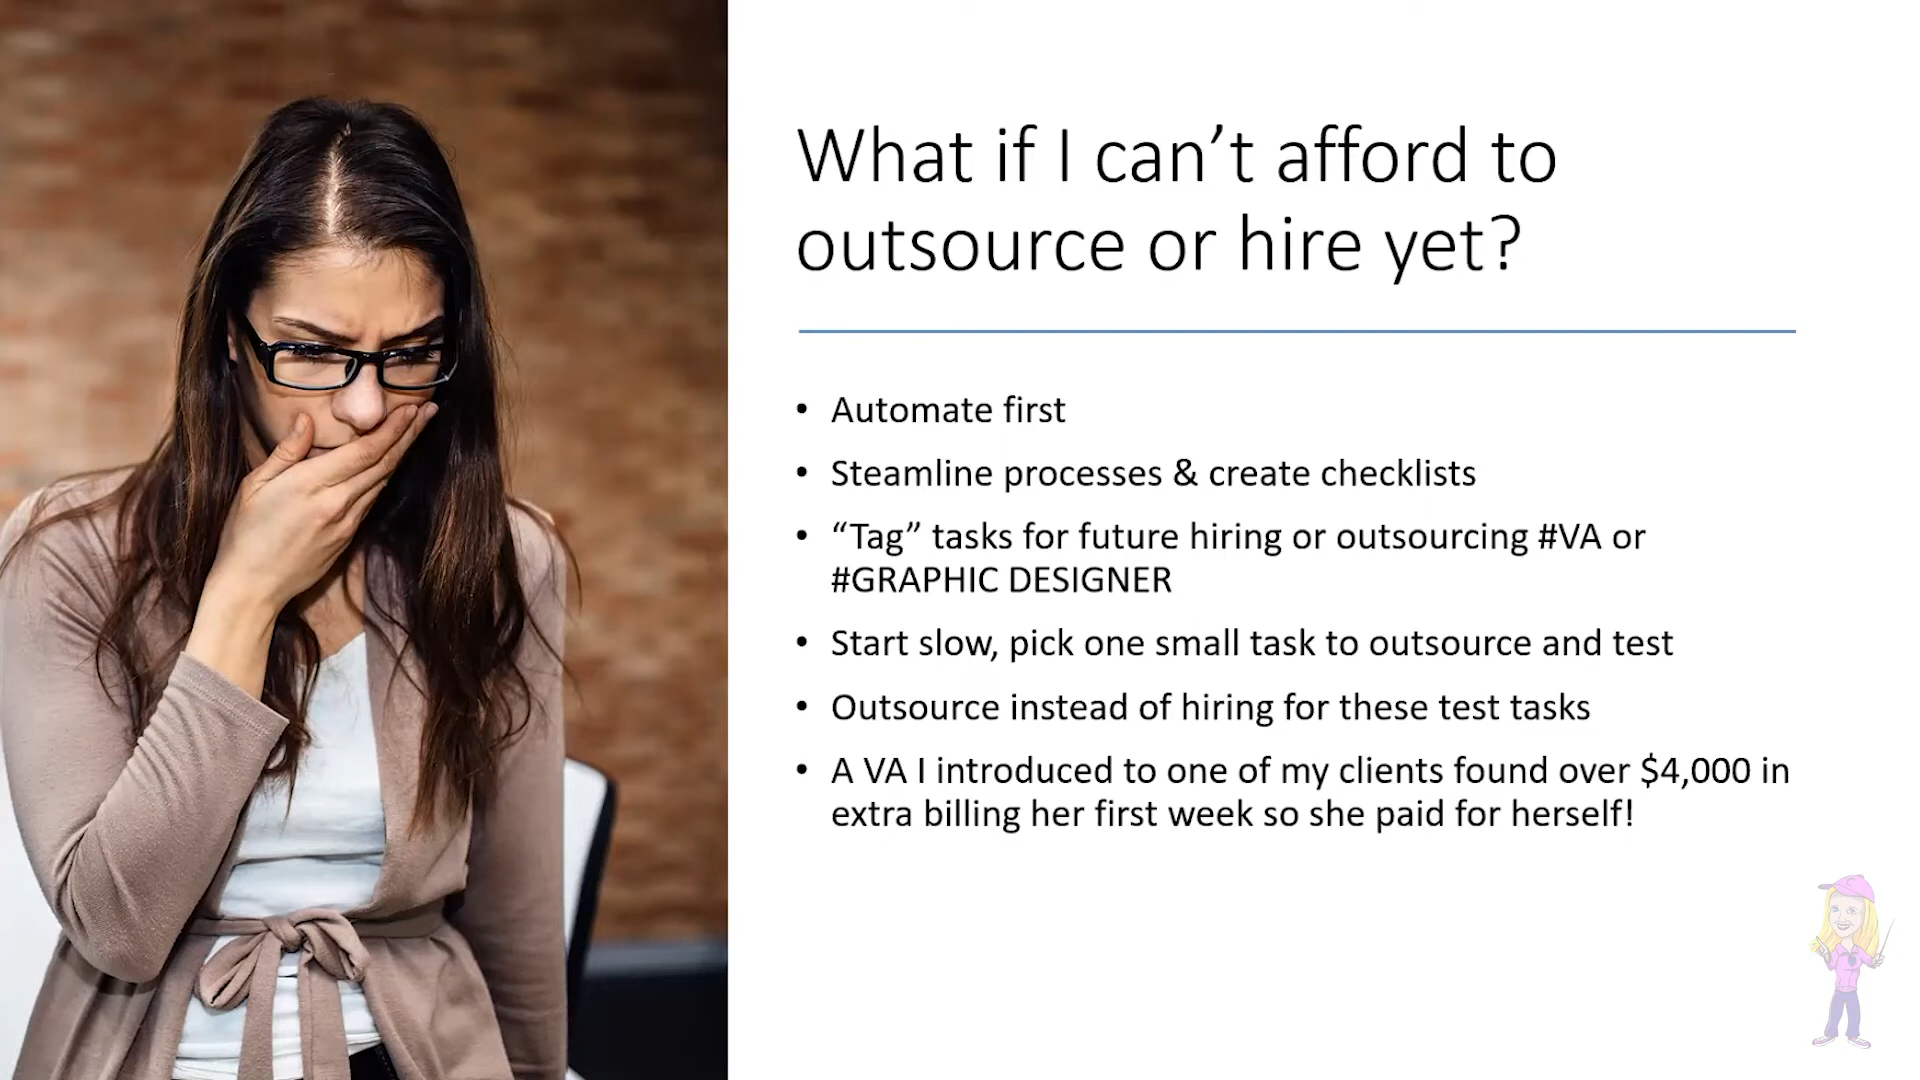 What if I can’t afford to
outsource or hire yet?
• Automate first
• Steamline processes & create checklists
• “Tag” tasks for future hiring or outsourcing #VA or
#GRAPHIC DESIGNER
• Start slow, pick one small task to outsource and test
• Outsource instead of hiring for these test tasks
• A VA I introduced to one of my clients found over $4,000 in
extra billing her first week so she paid for herself!